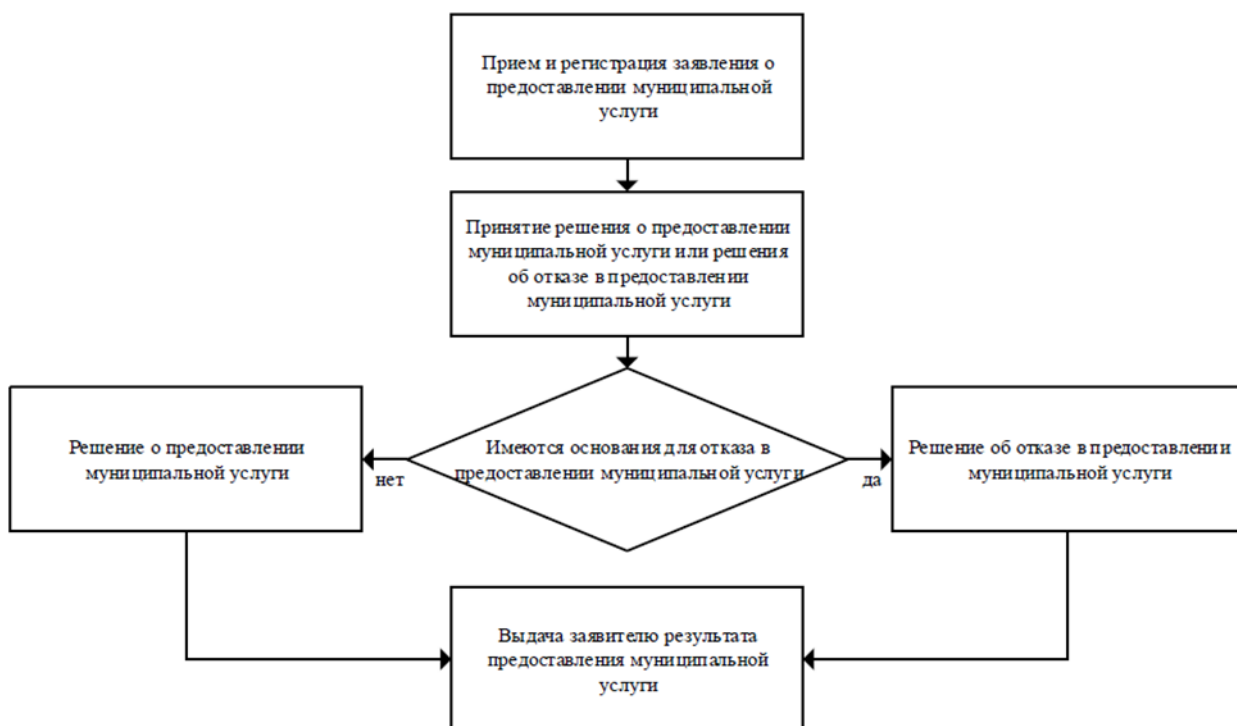 Прием и регистрация заявления о
предоставлении муниципальной
услуги
Принятие решения о предоставлении
муниципальной услуги или решения
об отказе в предоставлении
муниципальной услуги
Решение о предоставлении
муниципальной услуги
нет
Имеются основания для отказа в
предоставлении муниципальной услуги
да
Решение об отказе в предоставлении
муниципальной услуги
Выдача заявителю результата
предоставления муниципальной
услуги